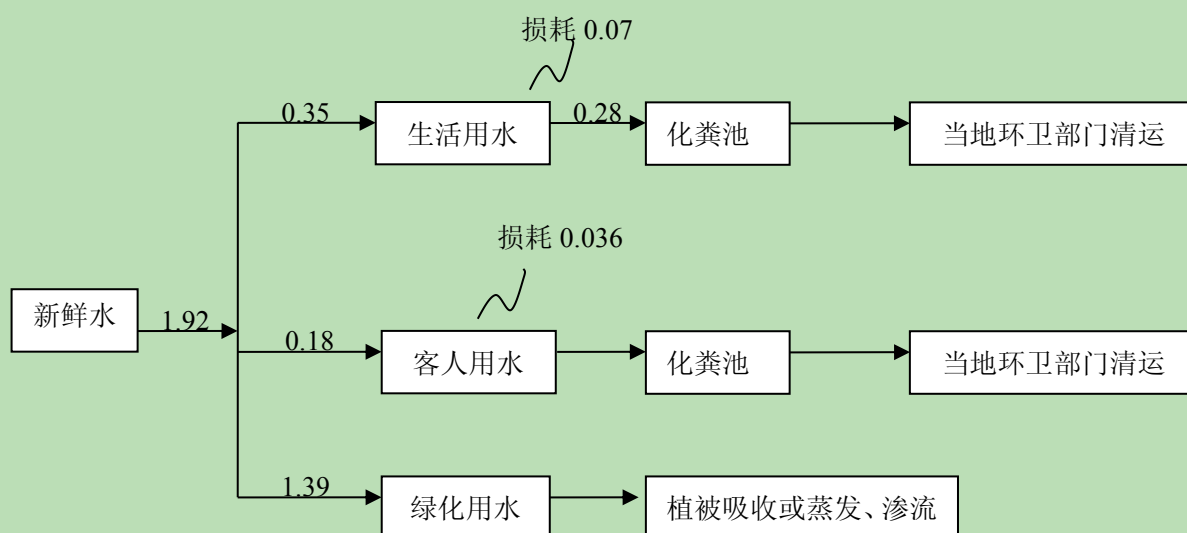 损耗 0.07
0.35
生活用水
0.28
化粪池
当地环卫部门清运
损耗 0.036
新鲜水
1.92
0.18
客人用水
化粪池
当地环卫部门清运
1.39
绿化用水
植被吸收或蒸发、渗流